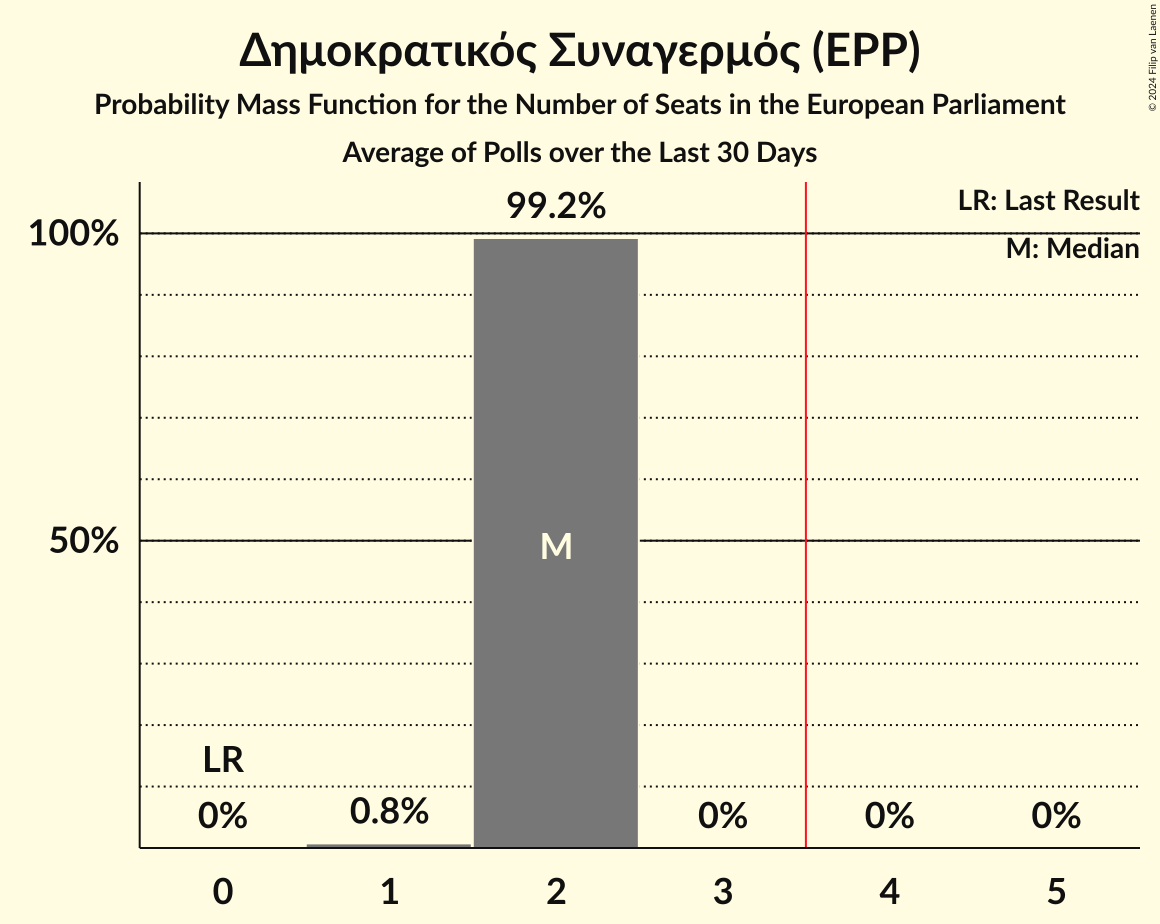 Δημοκρατικός Συναγερμός (EPP)
Probability Mass Function for the Number of Seats in the European Parliament
Average of Polls over the Last 30 Days
© 2024 Filip van Laenen
LR: Last Result
M: Median
99.2%
100%
50%
M
LR
0%
0.8%
0%
0%
0%
0 1 2 3 4 5